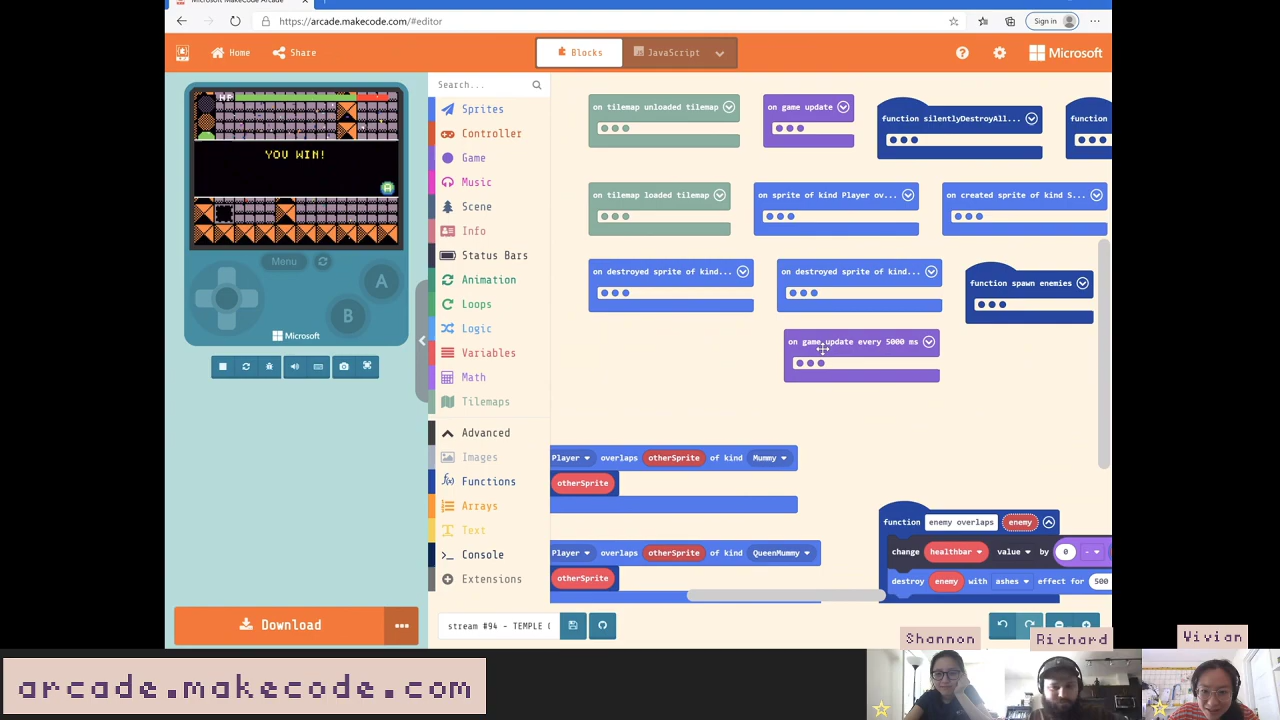 Microsoft MakeCode Arcade
https://arcade.makecode.com/#editor
Sign in
Home
Share
Blocks
JavaScript
Microsoft
HP
YOU WIN!
A
Menu
A
B
Microsoft
Search...
Sprites
Controller
Game
Music
Scene
Info
Status Bars
Animation
Loops
Logic
Variables
Math
Tilemaps
Advanced
Images
Functions
Arrays
Text
Console
Extensions
on tilemap unloaded tilemap
on game update
function silentlyDestroyAll...
function
on tilemap loaded tilemap
on sprite of kind Player ov...
on created sprite of kind S...
on destroyed sprite of kind...
on destroyed sprite of kind...
function spawn enemies
on game update every 5000 ms
Player overlaps otherSprite of kind Mummy
otherSprite
Player overlaps otherSprite of kind QueenMummy
otherSprite
function enemy overlaps enemy
change healthbar value by 0 -
destroy enemy with ashes effect for 500
Download
stream #94 - TEMPLE
Shannon
Richard
Vivian
arcade.makecode.com